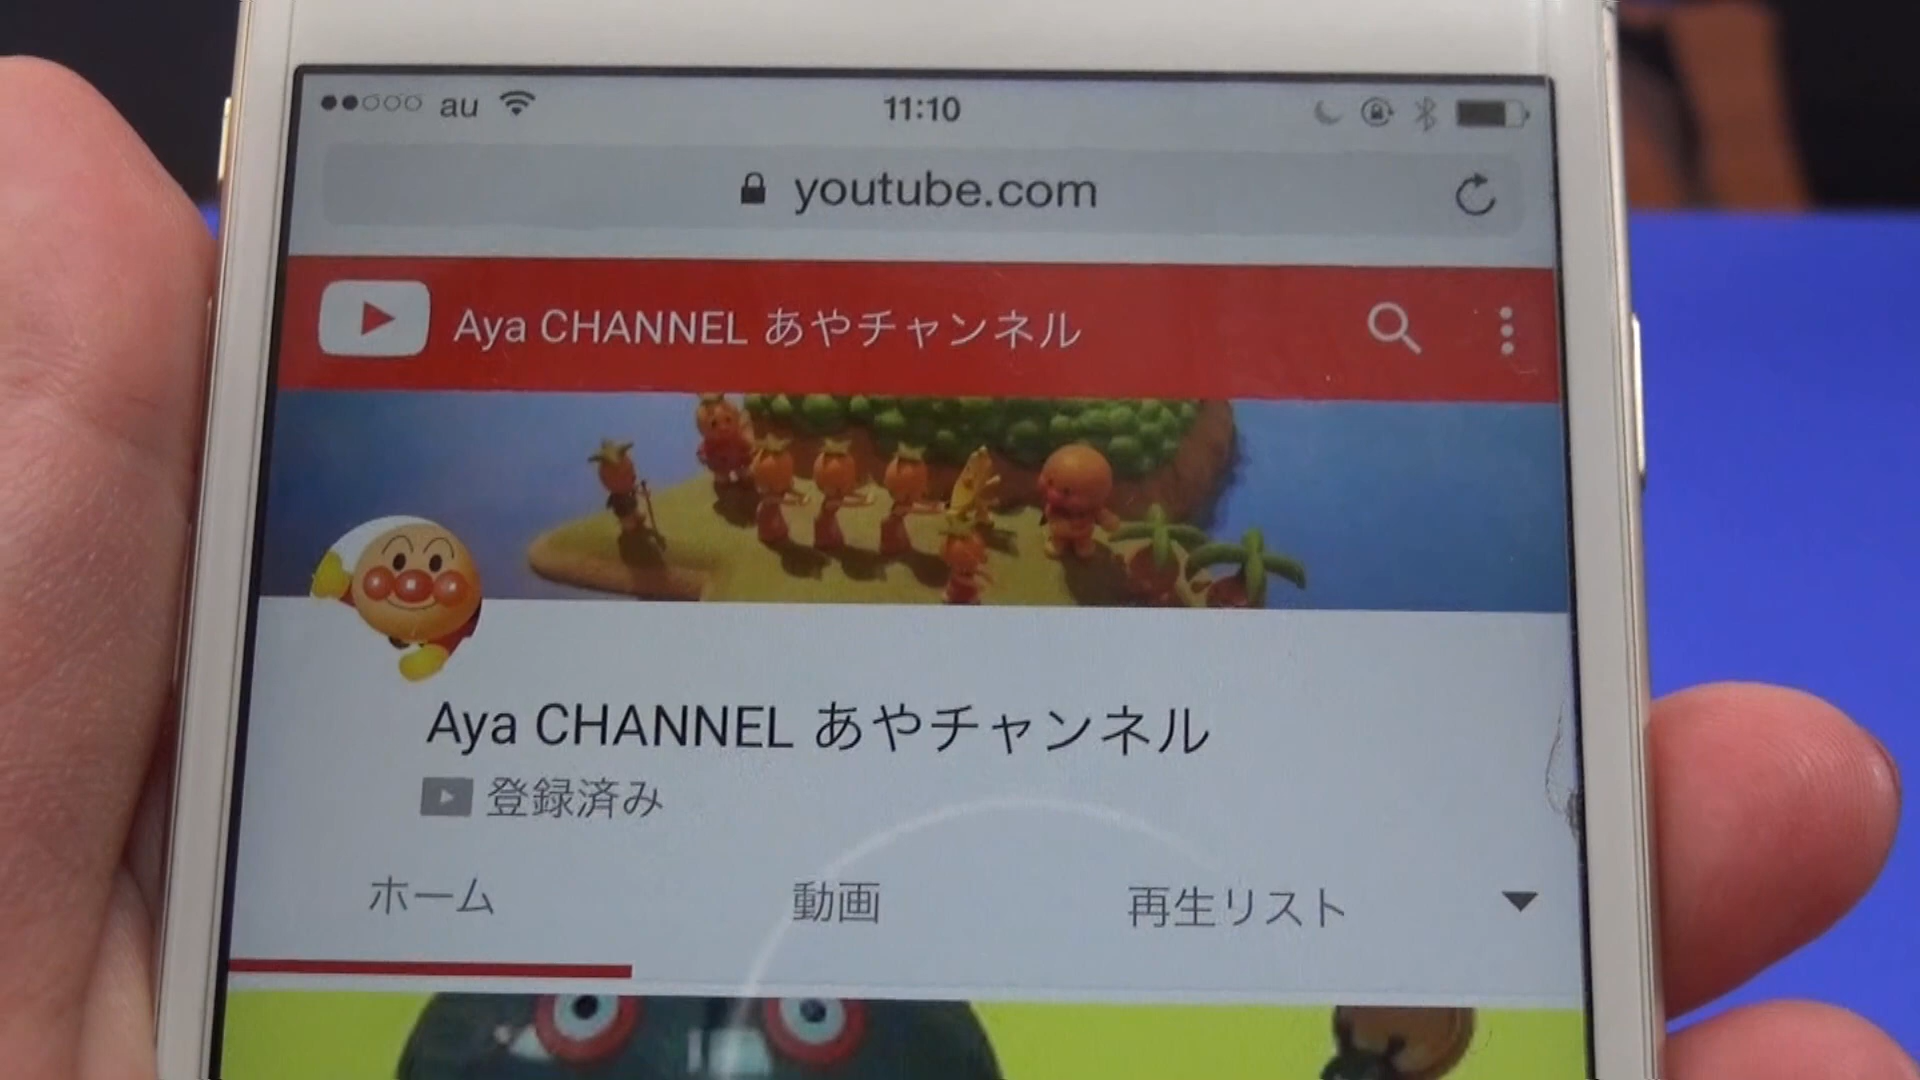 au 11:10
youtube.com
Aya CHANNEL あやチャンネル
Aya CHANNEL あやチャンネル
登録済み
ホーム 動画 再生リスト